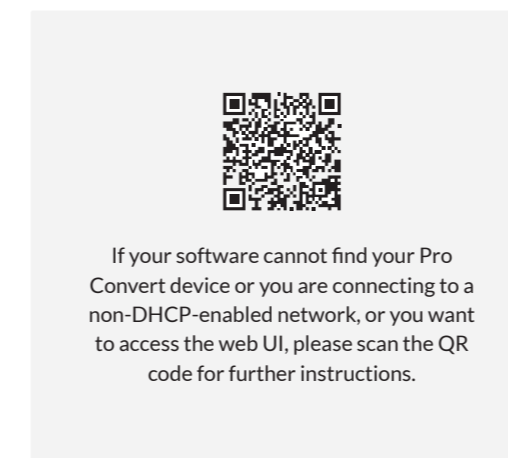 If your software cannot find your Pro
Convert device or you are connecting to a
non-DHCP-enabled network, or you want
to access the web UI, please scan the QR
code for further instructions.